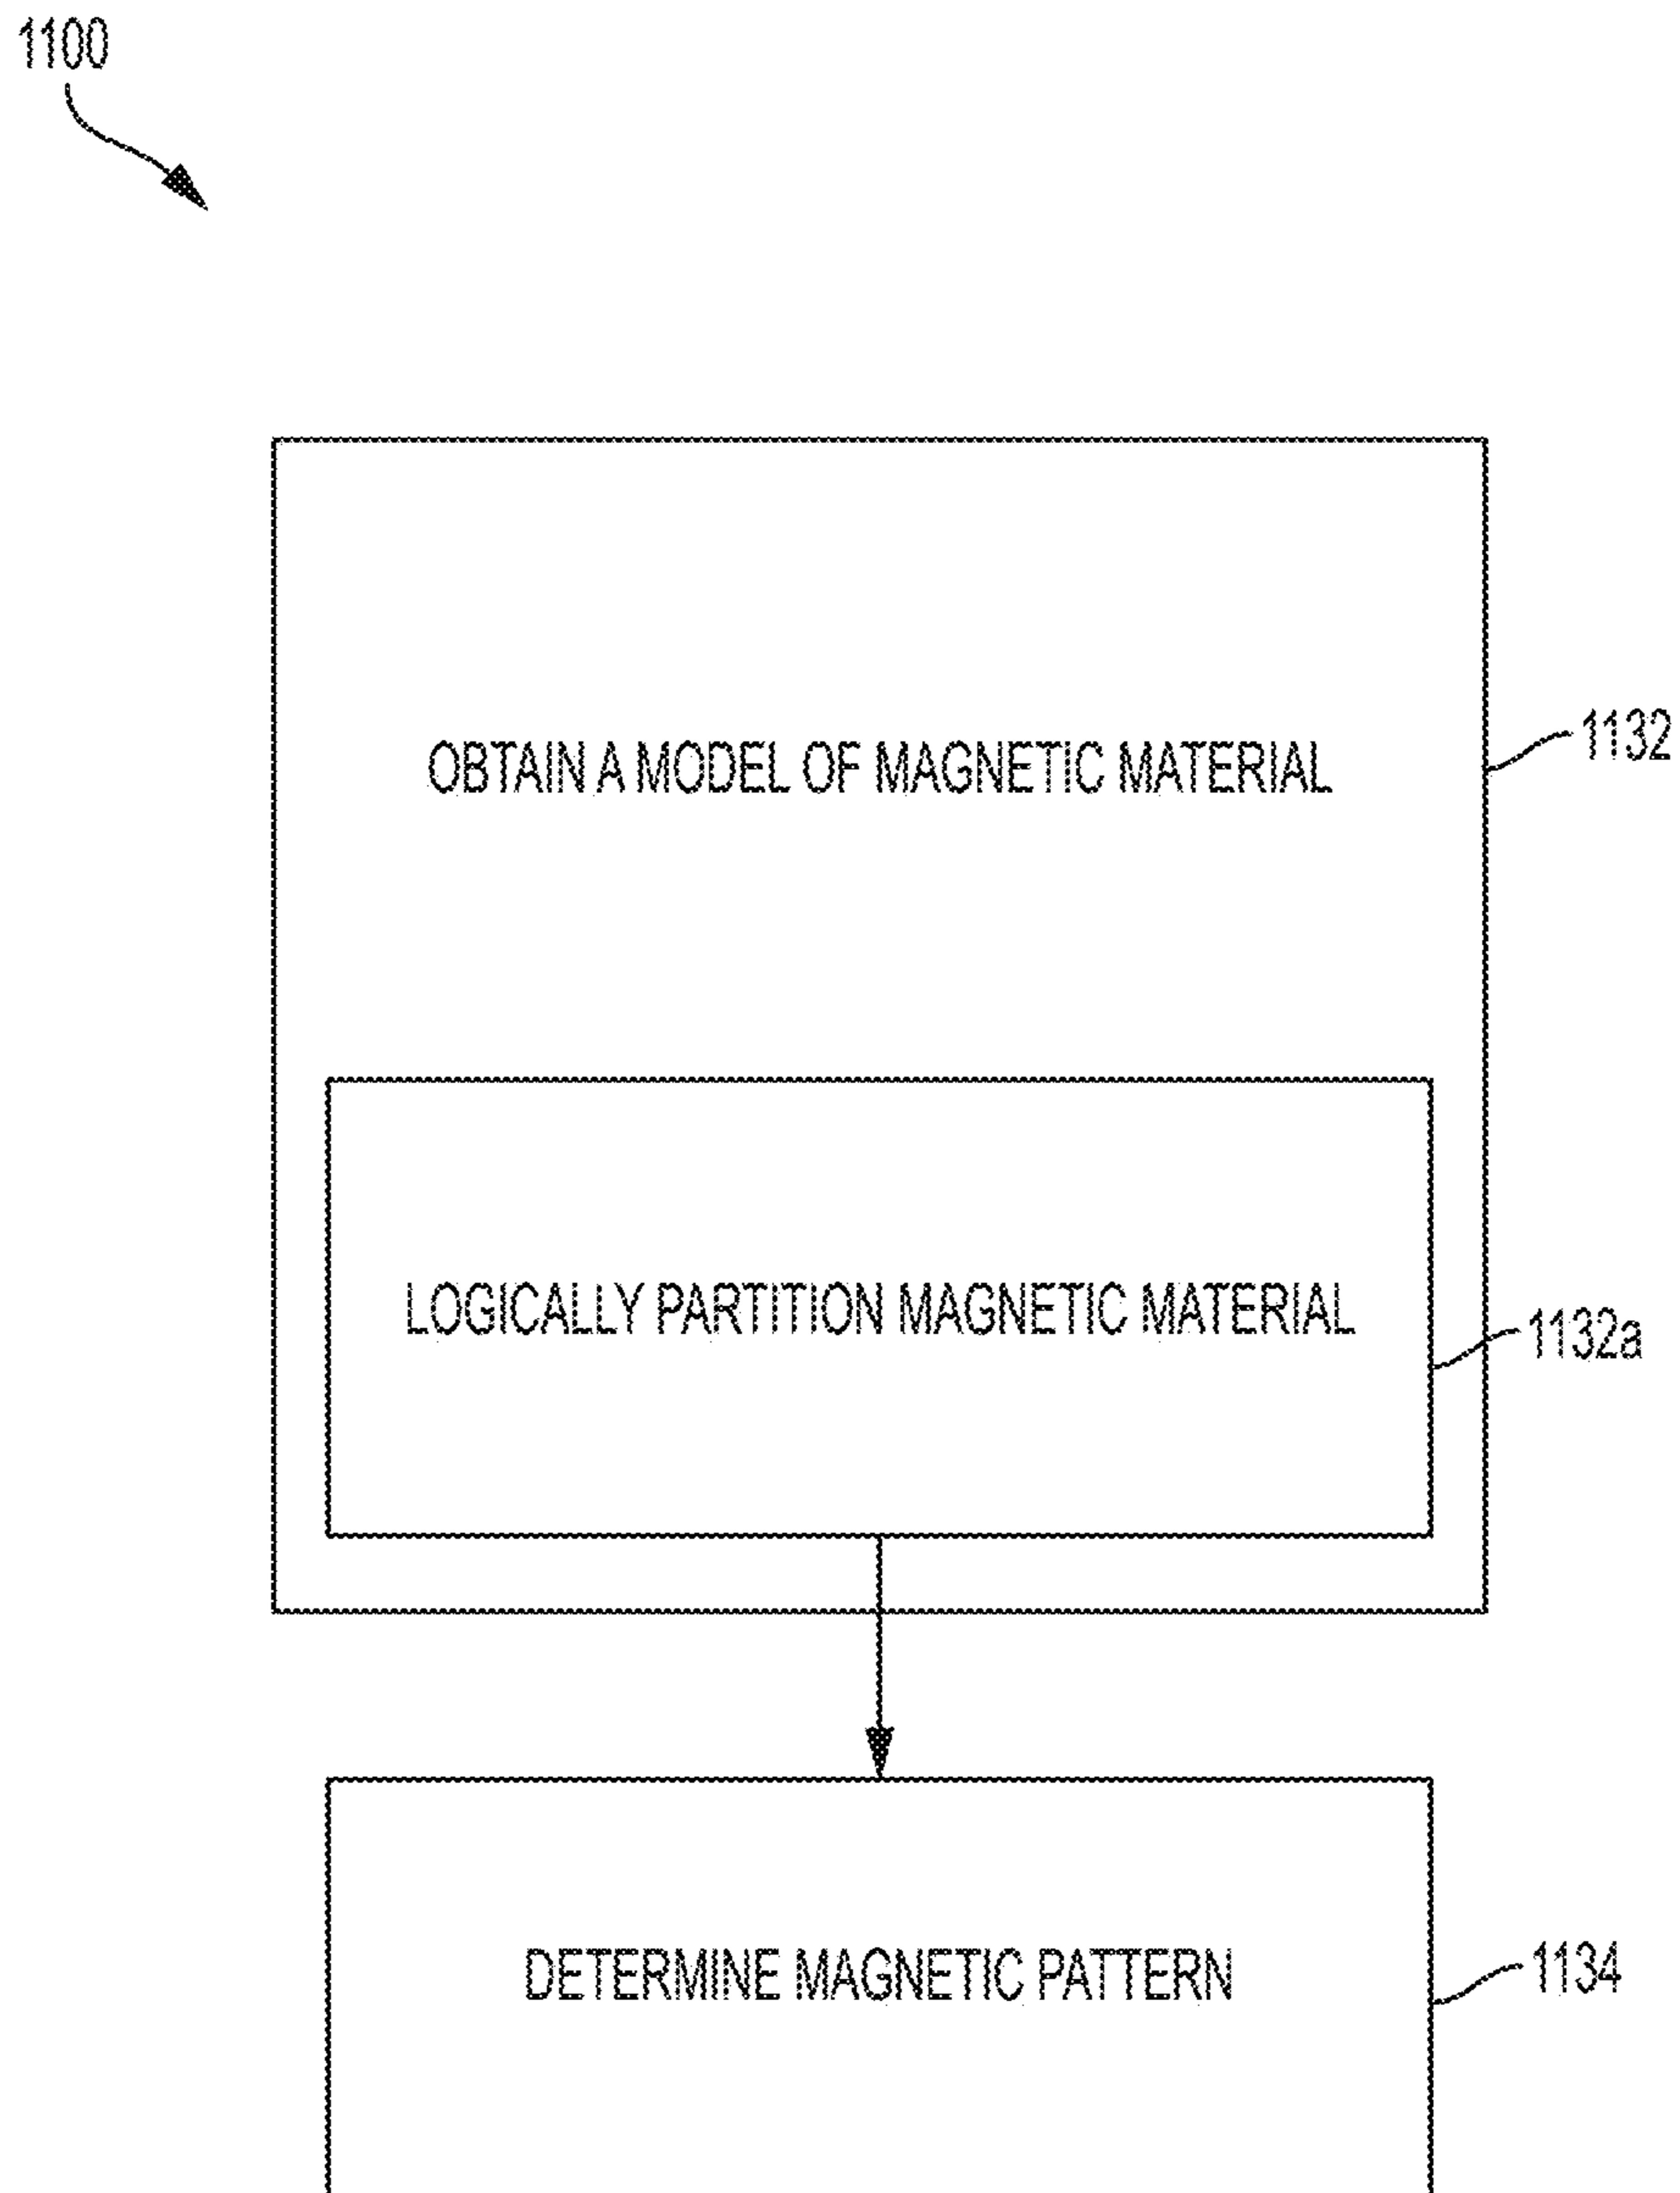 1100
OBTAIN A MODEL OF MAGNETIC MATERIAL
1132
LOGICALLY PARTITION MAGNETIC MATERIAL
1132a
DETERMINE MAGNETIC PATTERN
1134